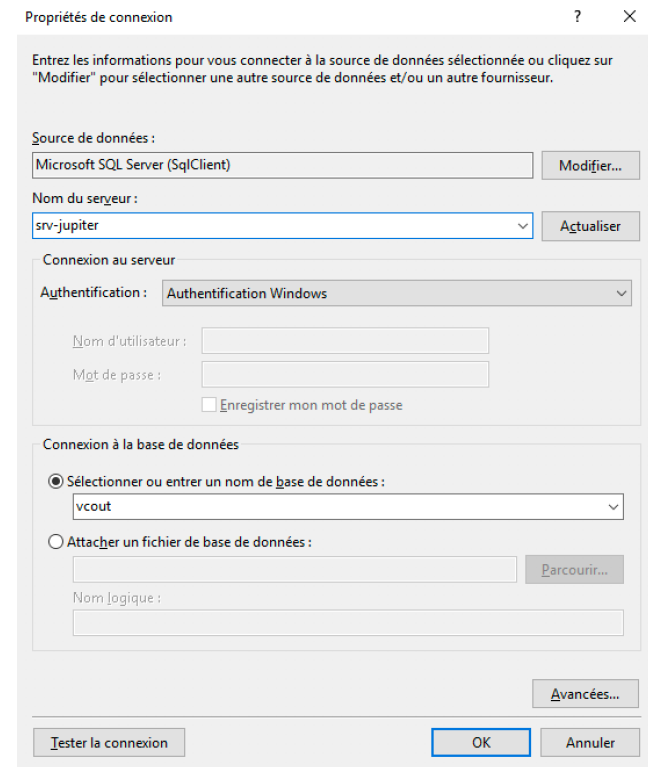 Propriétés de connexion
Entrez les informations pour vous connecter à la source de données sélectionnée ou cliquez sur
"Modifier" pour sélectionner une autre source de données et/ou un autre fournisseur.
Source de données :
Microsoft SQL Server (SqlClient)
Modifier...
Nom du serveur :
srv-jupiter
Actualiser
Connexion au serveur
Authentification :
Authentification Windows
Nom d'utilisateur :
Mot de passe :
Enregistrer mon mot de passe
Connexion à la base de données
Sélectionner ou entrer un nom de base de données :
vcout
Attacher un fichier de base de données :
Parcourir...
Nom logique :
Avancées...
Tester la connexion
OK
Annuler